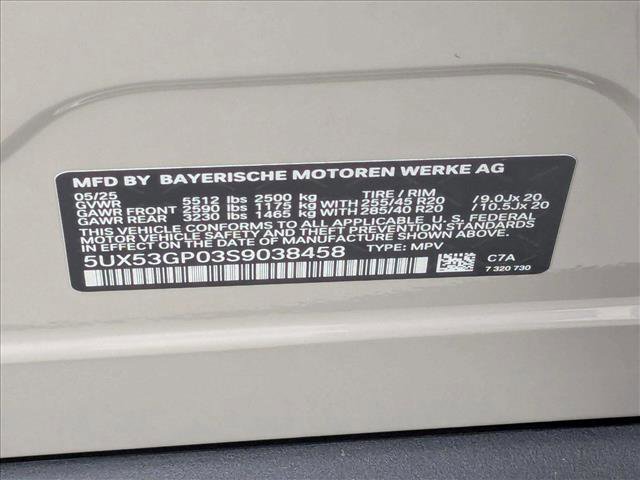 MFD BY BAYERISCHE MOTOREN WERKE AG
05/25 TIRE / RIM
GVWR 5512 lbs 2500 kg
GAWR FRONT 2590 lbs 1175 kg WITH 255/45 R20 /9.0Jx 20
GAWR REAR 3230 lbs 1465 kg WITH 285/40 R20 /10.5Jx 20
THIS VEHICLE CONFORMS TO ALL APPLICABLE U. S. FEDERAL
MOTOR VEHICLE SAFETY AND THEFT PREVENTION STANDARDS
IN EFFECT ON THE DATE OF MANUFACTURE SHOWN ABOVE.
5UX53GP03S9038458 TYPE: MPV
C7A
7 320 730